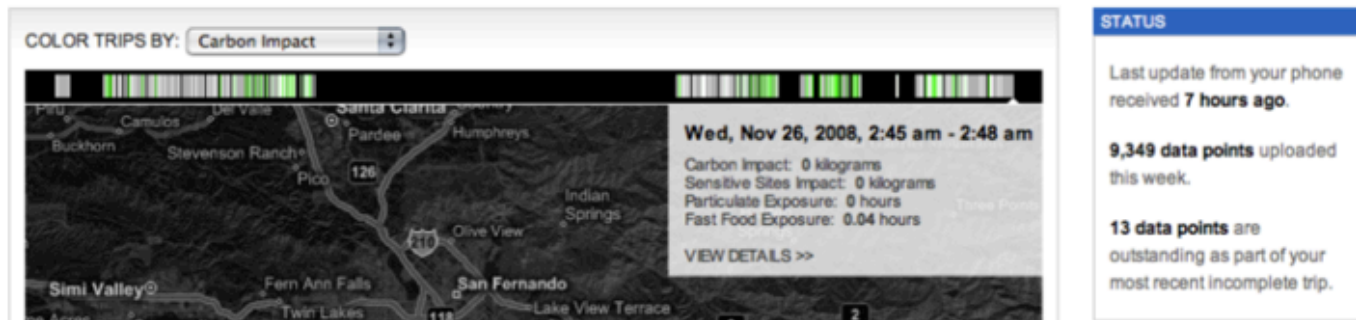 COLOR TRIPS BY: Carbon Impact
Piru
Camulos
Del Valle
Santa Clarita
Country
Buckhorn
Pardee
Humphreys
Stevenson Ranch
Pico
126
Indian
Springs
210
Olive View
Simi Valley
Fern Ann Falls
San Fernando
Twin Lakes
118
Lake View Terrace
2
Wed, Nov 26, 2008, 2:45 am - 2:48 am
Carbon Impact: 0 kilograms
Sensitive Sites Impact: 0 kilograms
Particulate Exposure: 0 hours
Fast Food Exposure: 0.04 hours
Three Points
Springs
VIEW DETAILS >>
STATUS
Last update from your phone
received 7 hours ago.
9,349 data points uploaded
this week.
13 data points are
outstanding as part of your
most recent incomplete trip.